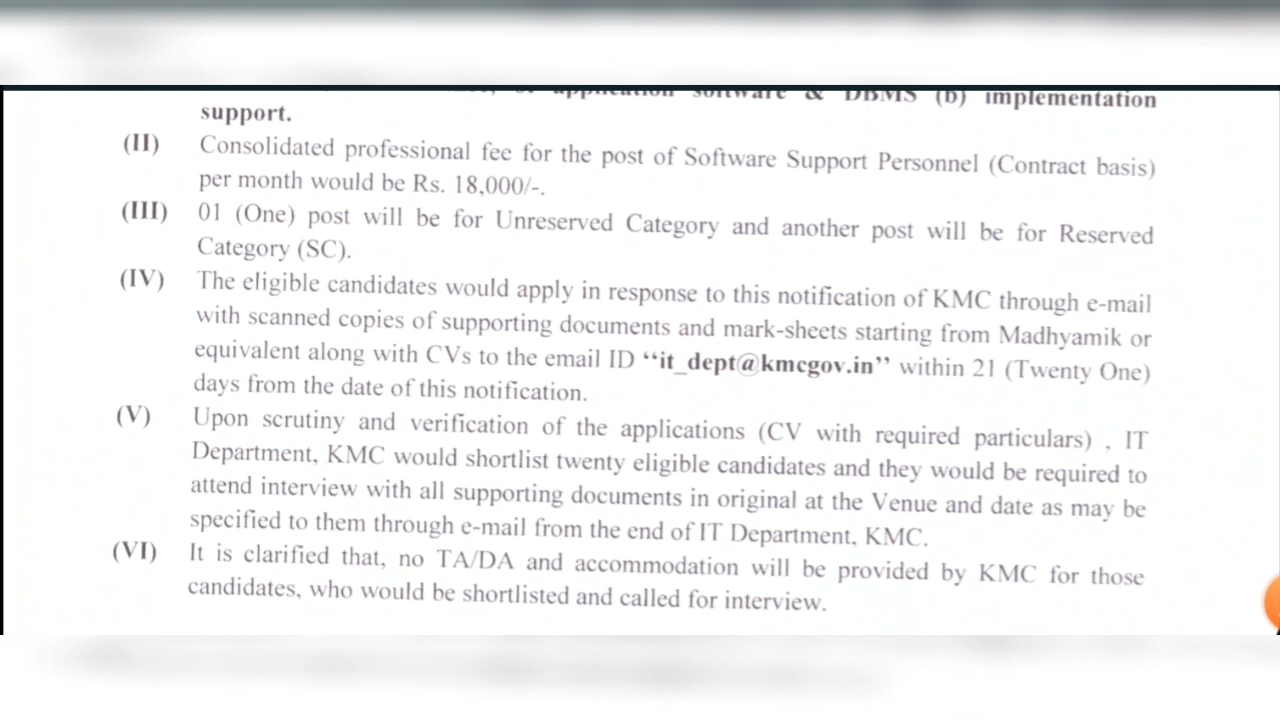 application software & DBMS (b) implementation
support.
(II) Consolidated professional fee for the post of Software Support Personnel (Contract basis)
per month would be Rs. 18,000/-.
(III) 01 (One) post will be for Unreserved Category and another post will be for Reserved
Category (SC).
(IV) The eligible candidates would apply in response to this notification of KMC through e-mail
with scanned copies of supporting documents and mark-sheets starting from Madhyamik or
equivalent along with CVs to the email ID “it_dept@kmcgov.in” within 21 (Twenty One)
days from the date of this notification.
(V) Upon scrutiny and verification of the applications (CV with required particulars) , IT
Department, KMC would shortlist twenty eligible candidates and they would be required to
attend interview with all supporting documents in original at the Venue and date as may be
specified to them through e-mail from the end of IT Department, KMC.
(VI) It is clarified that, no TA/DA and accommodation will be provided by KMC for those
candidates, who would be shortlisted and called for interview.